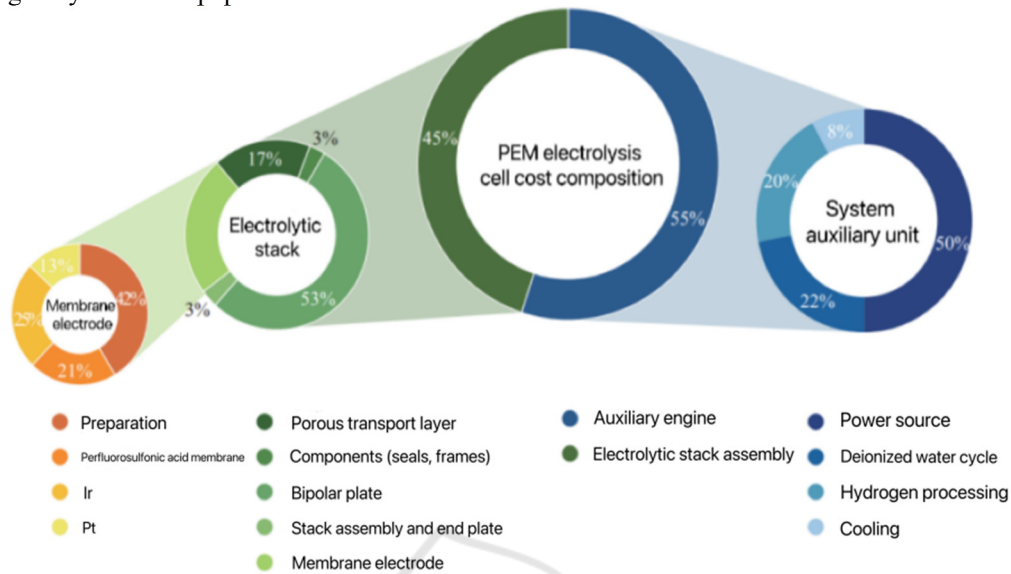 45%
PEM electrolysis
cell cost composition
55%
17%
3%
Electrolytic
stack
3%
53%
8%
20%
System
auxiliary unit
50%
22%
13%
42%
Membrane
electrode
25%
21%
Preparation
Perfluorosulfonic acid membrane
Ir
Pt
Porous transport layer
Components (seals, frames)
Bipolar plate
Stack assembly and end plate
Membrane electrode
Auxiliary engine
Electrolytic stack assembly
Power source
Deionized water cycle
Hydrogen processing
Cooling